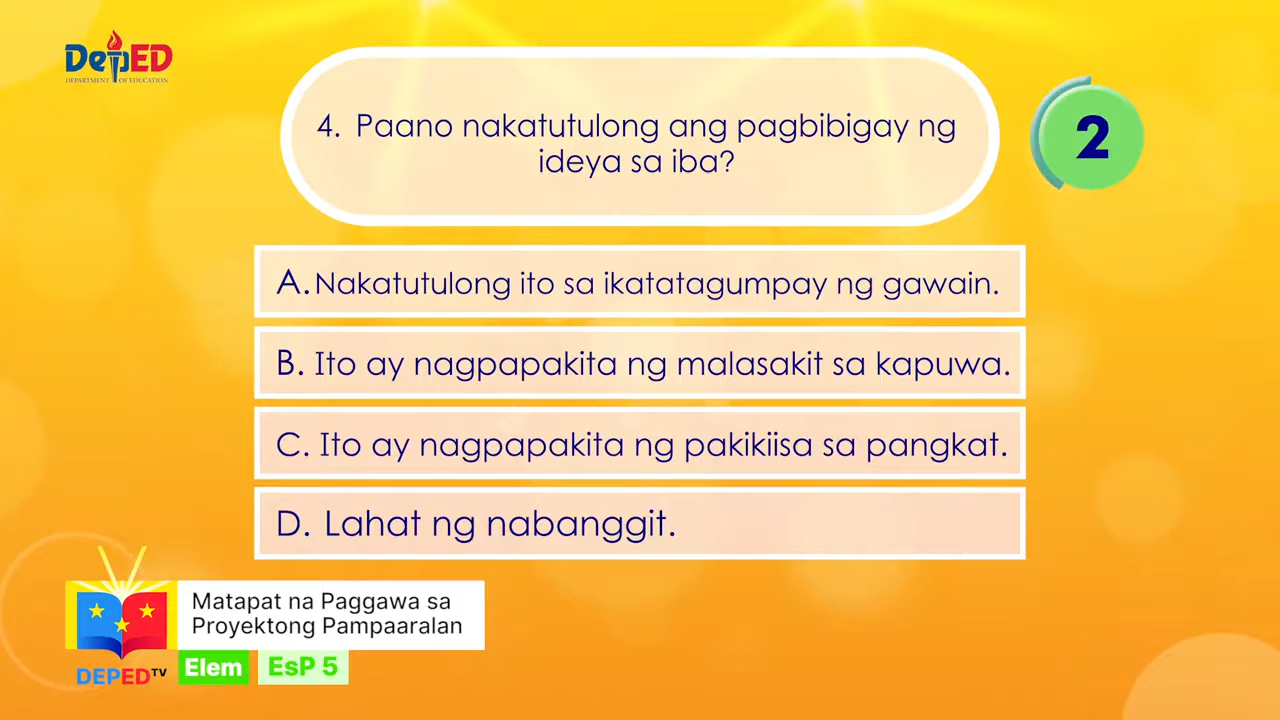 DepED
DEPARTMENT OF EDUCATION
4. Paano nakatutulong ang pagbibigay ng
ideya sa iba?
2
A. Nakatutulong ito sa ikatatagumpay ng gawain.
B. Ito ay nagpapakita ng malasakit sa kapuwa.
C. Ito ay nagpapakita ng pakikiisa sa pangkat.
D. Lahat ng nabanggit.
Matapat na Paggawa sa
Proyektong Pampaaralan
DEPED TV
Elem EsP 5